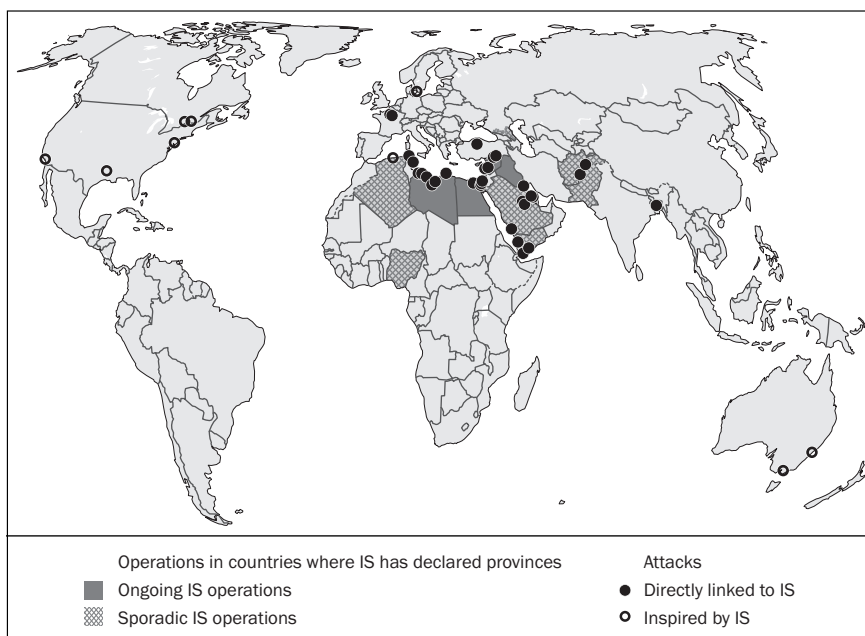 Operations in countries where IS has declared provinces
Ongoing IS operations
Sporadic IS operations
Attacks
Directly linked to IS
Inspired by IS